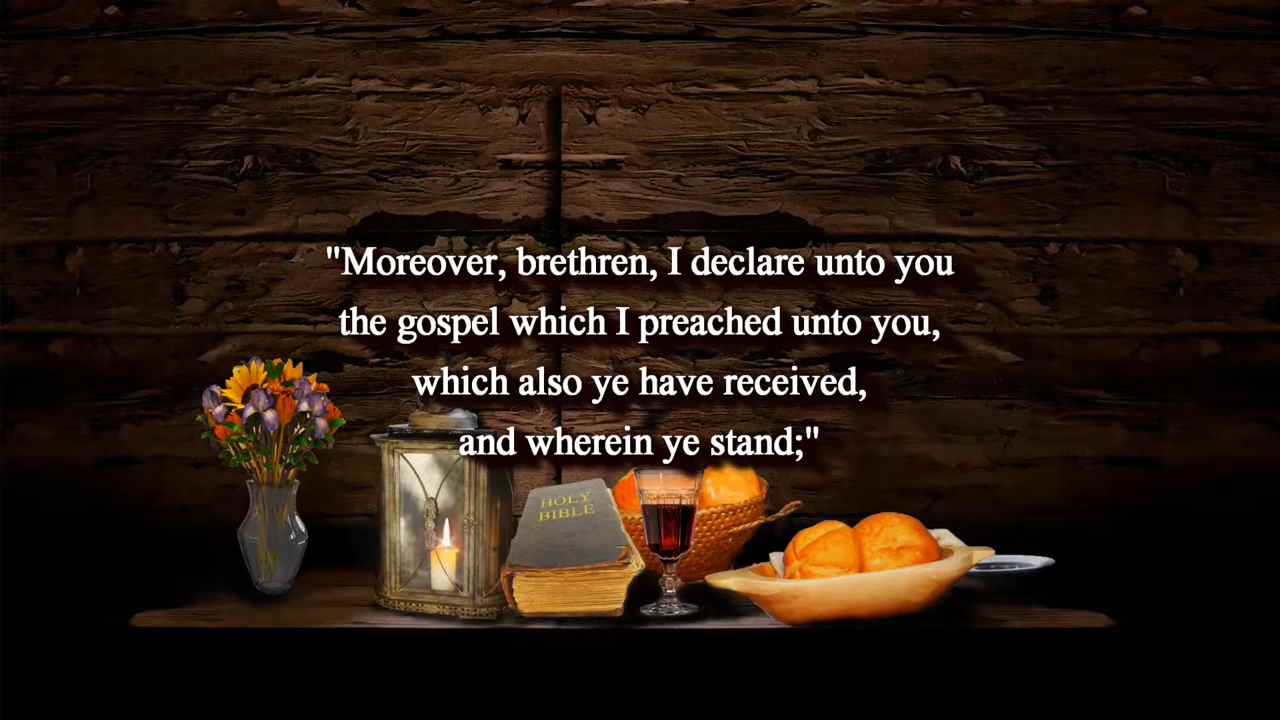 "Moreover, brethren, I declare unto you
the gospel which I preached unto you,
which also ye have received,
and wherein ye stand;"
HOLY
BIBLE